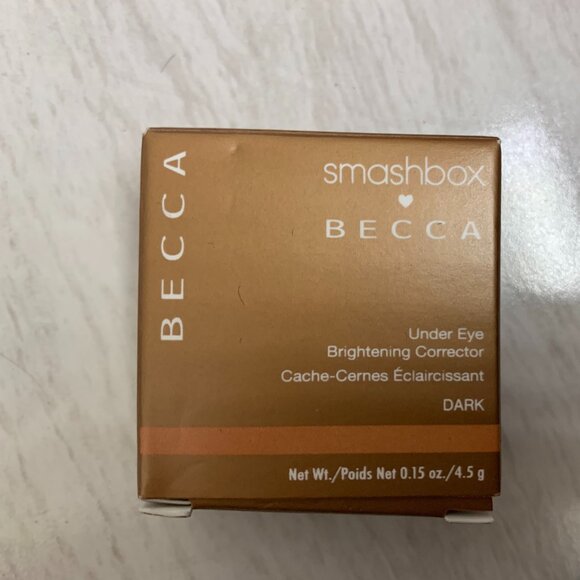 BECCA
smashbox
BECCA
Under Eye
Brightening Corrector
Cache-Cernes Éclaircissant
DARK
Net Wt./Poids Net 0.15 oz./4.5 g